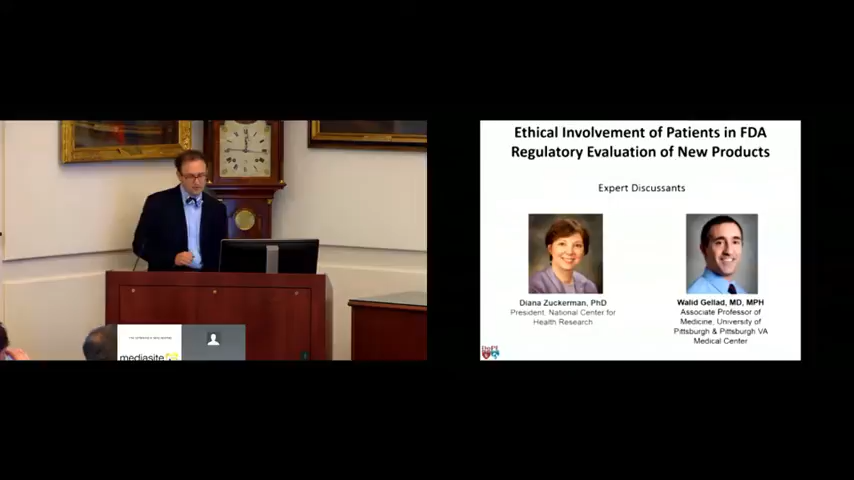 mediasite
Ethical Involvement of Patients in FDA
Regulatory Evaluation of New Products
Expert Discussants
Diana Zuckerman, PhD
President, National Center for
Health Research
Walid Gellad, MD, MPH
Associate Professor of
Medicine, University of
Pittsburgh & Pittsburgh VA
Medical Center